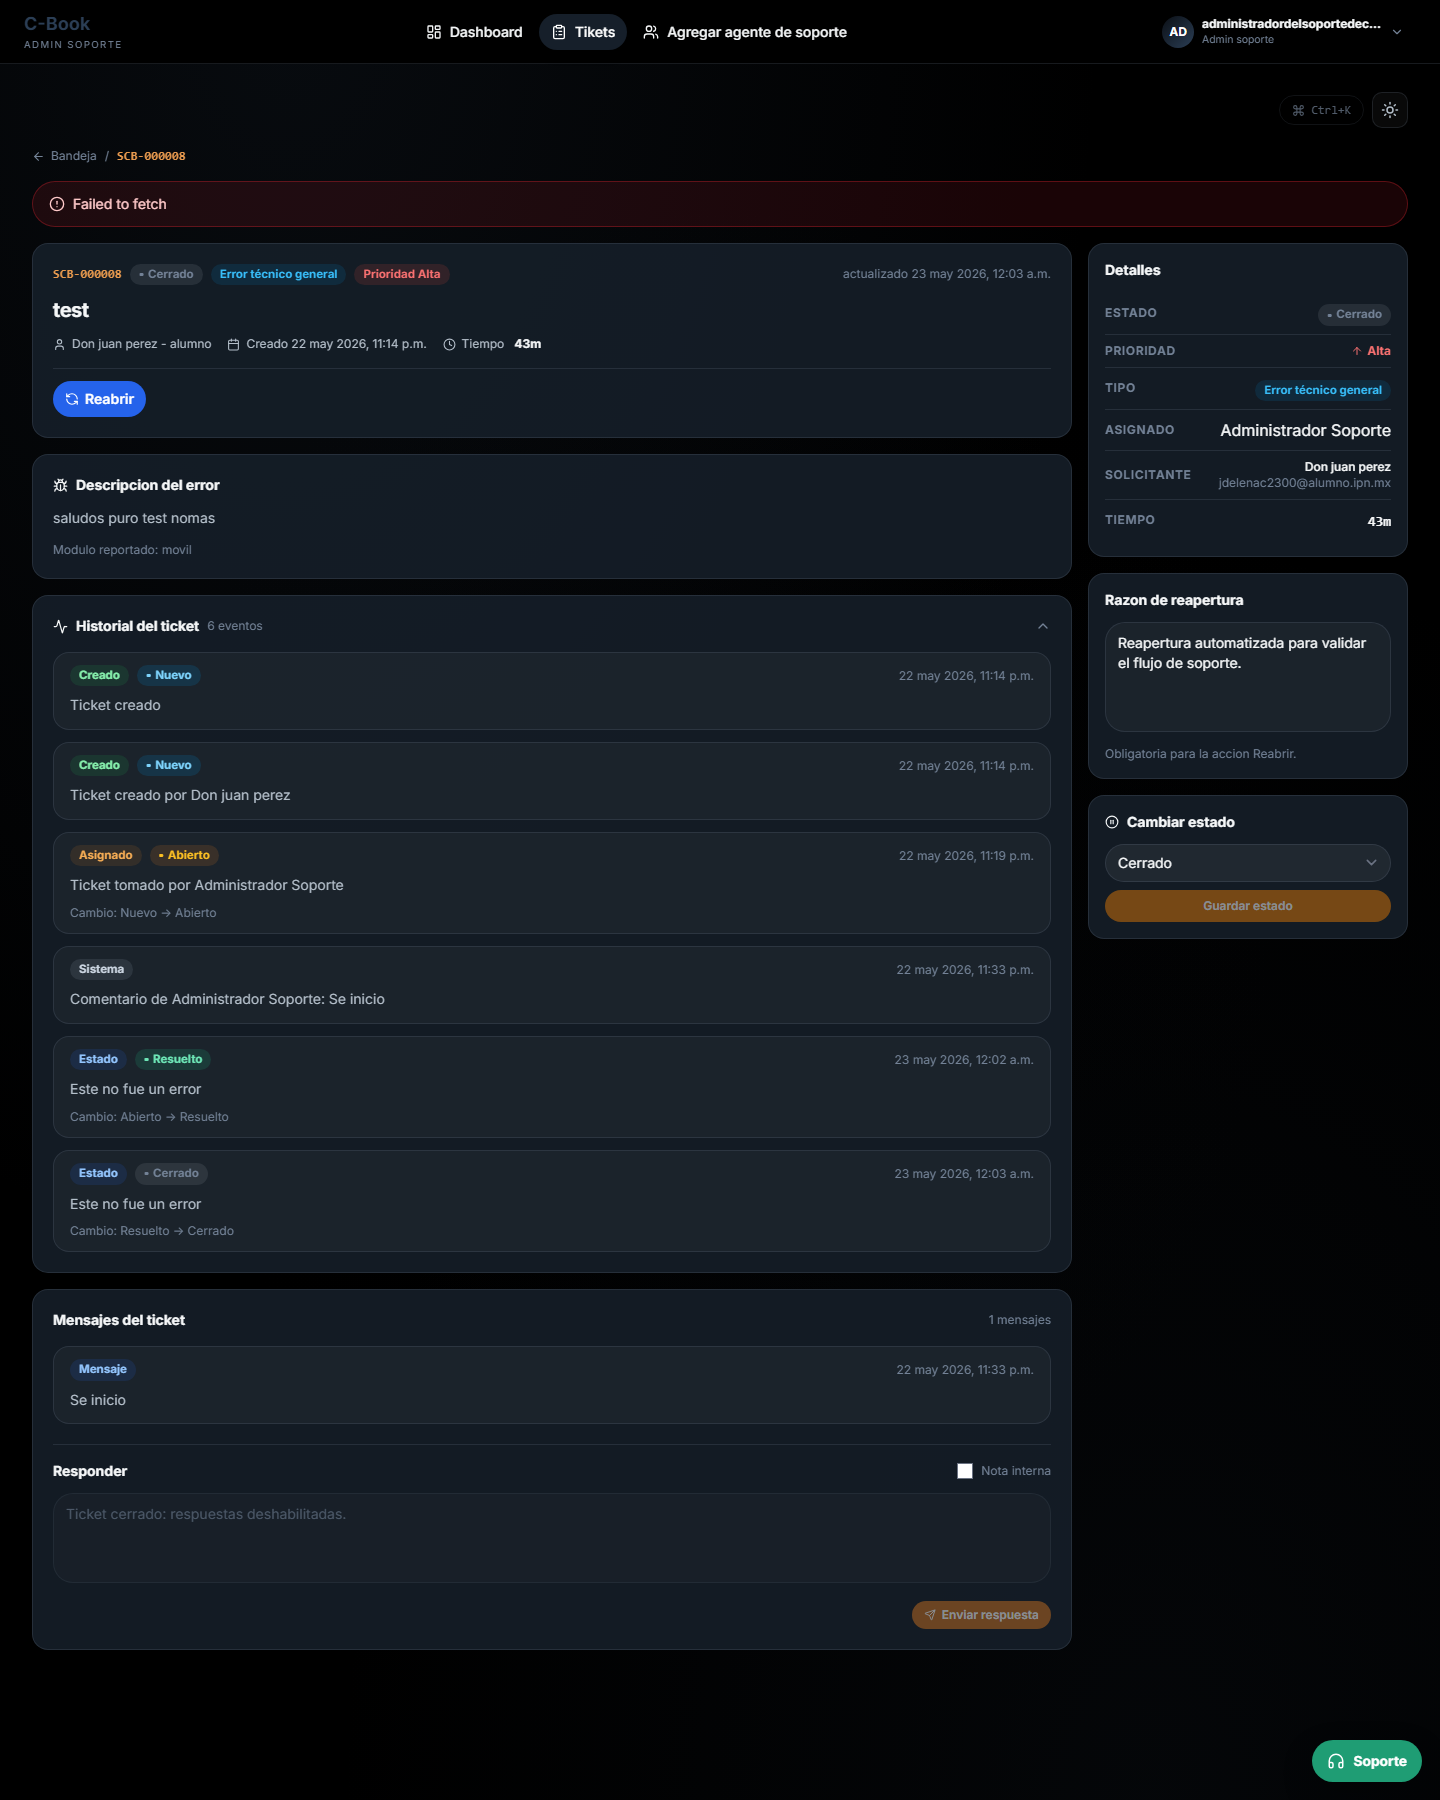 C-Book
ADMIN SOPORTE
Dashboard
Tikets
Agregar agente de soporte
AD
administradordelsoportedec...
Admin soporte
⌘ Ctrl+K
← Bandeja / SCB-000008
Failed to fetch
SCB-000008 • Cerrado Error técnico general Prioridad Alta
actualizado 23 may 2026, 12:03 a.m.
test
Don juan perez - alumno Creado 22 may 2026, 11:14 p.m. Tiempo 43m
Reabrir
Descripcion del error
saludos puro test nomas
Modulo reportado: movil
Historial del ticket 6 eventos
Creado • Nuevo 22 may 2026, 11:14 p.m.
Ticket creado
Creado • Nuevo 22 may 2026, 11:14 p.m.
Ticket creado por Don juan perez
Asignado • Abierto 22 may 2026, 11:19 p.m.
Ticket tomado por Administrador Soporte
Cambio: Nuevo → Abierto
Sistema 22 may 2026, 11:33 p.m.
Comentario de Administrador Soporte: Se inicio
Estado • Resuelto 23 may 2026, 12:02 a.m.
Este no fue un error
Cambio: Abierto → Resuelto
Estado • Cerrado 23 may 2026, 12:03 a.m.
Este no fue un error
Cambio: Resuelto → Cerrado
Mensajes del ticket 1 mensajes
Mensaje 22 may 2026, 11:33 p.m.
Se inicio
Responder Nota interna
Ticket cerrado: respuestas deshabilitadas.
Enviar respuesta
Detalles
ESTADO • Cerrado
PRIORIDAD ↑ Alta
TIPO Error técnico general
ASIGNADO Administrador Soporte
SOLICITANTE Don juan perez
jdelenac2300@alumno.ipn.mx
TIEMPO 43m
Razon de reapertura
Reapertura automatizada para validar
el flujo de soporte.
Obligatoria para la accion Reabrir.
Cambiar estado
Cerrado
Guardar estado
Soporte